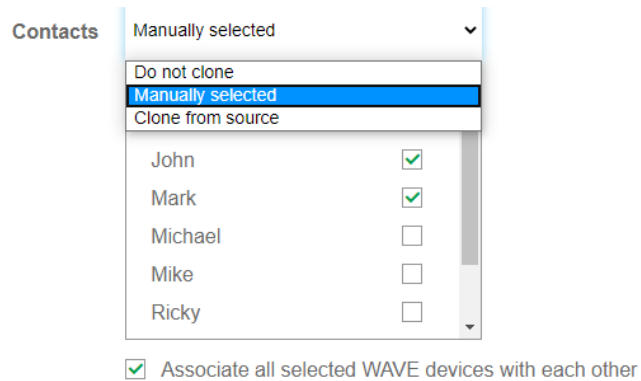 Contacts Manually selected
Do not clone
Manually selected
Clone from source
John
Mark
Michael
Mike
Ricky
Associate all selected WAVE devices with each other